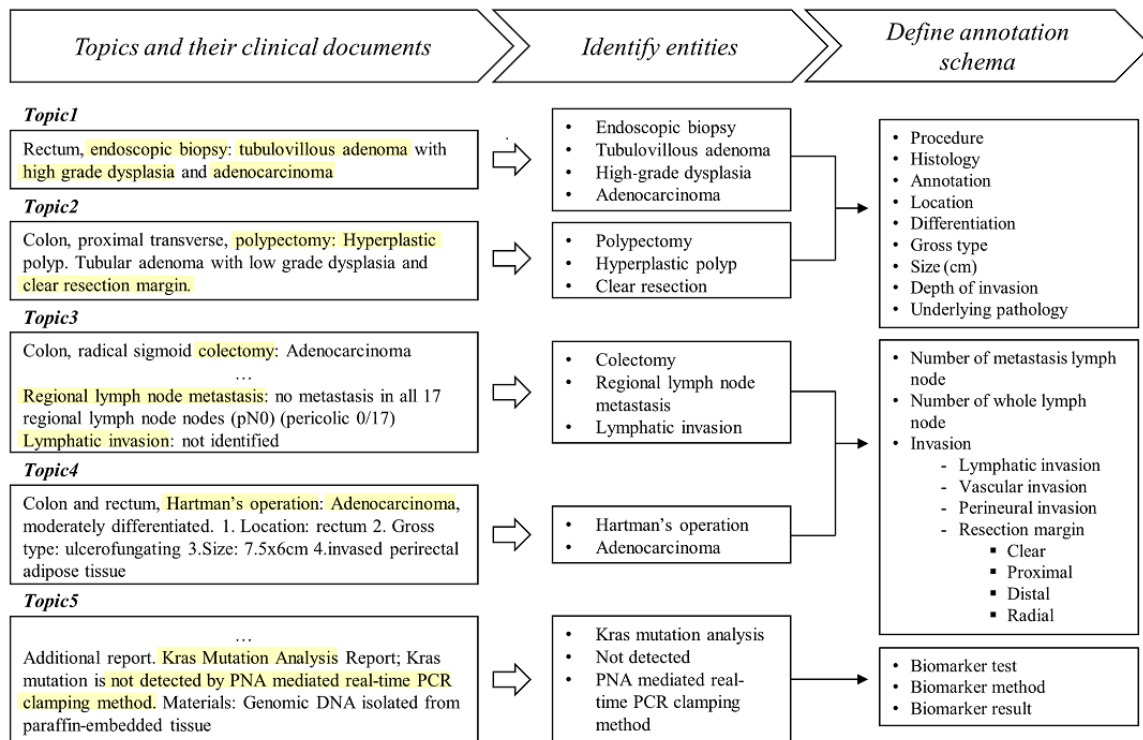 Topics and their clinical documents
Identify entities
Define annotation
schema
Topic1
Rectum, endoscopic biopsy: tubulovillous adenoma with
high grade dysplasia and adenocarcinoma
• Endoscopic biopsy
• Tubulovillous adenoma
• High-grade dysplasia
• Adenocarcinoma
Topic2
Colon, proximal transverse, polypectomy: Hyperplastic
polyp. Tubular adenoma with low grade dysplasia and
clear resection margin.
• Polypectomy
• Hyperplastic polyp
• Clear resection
• Procedure
• Histology
• Annotation
• Location
• Differentiation
• Gross type
• Size (cm)
• Depth of invasion
• Underlying pathology
Topic3
Colon, radical sigmoid colectomy: Adenocarcinoma
…
Regional lymph node metastasis: no metastasis in all 17
regional lymph node nodes (pN0) (pericolic 0/17)
Lymphatic invasion: not identified
• Colectomy
• Regional lymph node
metastasis
• Lymphatic invasion
Topic4
Colon and rectum, Hartman's operation: Adenocarcinoma,
moderately differentiated. 1. Location: rectum 2. Gross
type: ulcerofungating 3.Size: 7.5x6cm 4.invased perirectal
adipose tissue
• Hartman's operation
• Adenocarcinoma
• Number of metastasis lymph
node
• Number of whole lymph
node
• Invasion
- Lymphatic invasion
- Vascular invasion
- Perineural invasion
- Resection margin
▪ Clear
▪ Proximal
▪ Distal
▪ Radial
Topic5
…
Additional report. Kras Mutation Analysis Report; Kras
mutation is not detected by PNA mediated real-time PCR
clamping method. Materials: Genomic DNA isolated from
paraffin-embedded tissue
• Kras mutation analysis
• Not detected
• PNA mediated real-
time PCR clamping
method
• Biomarker test
• Biomarker method
• Biomarker result